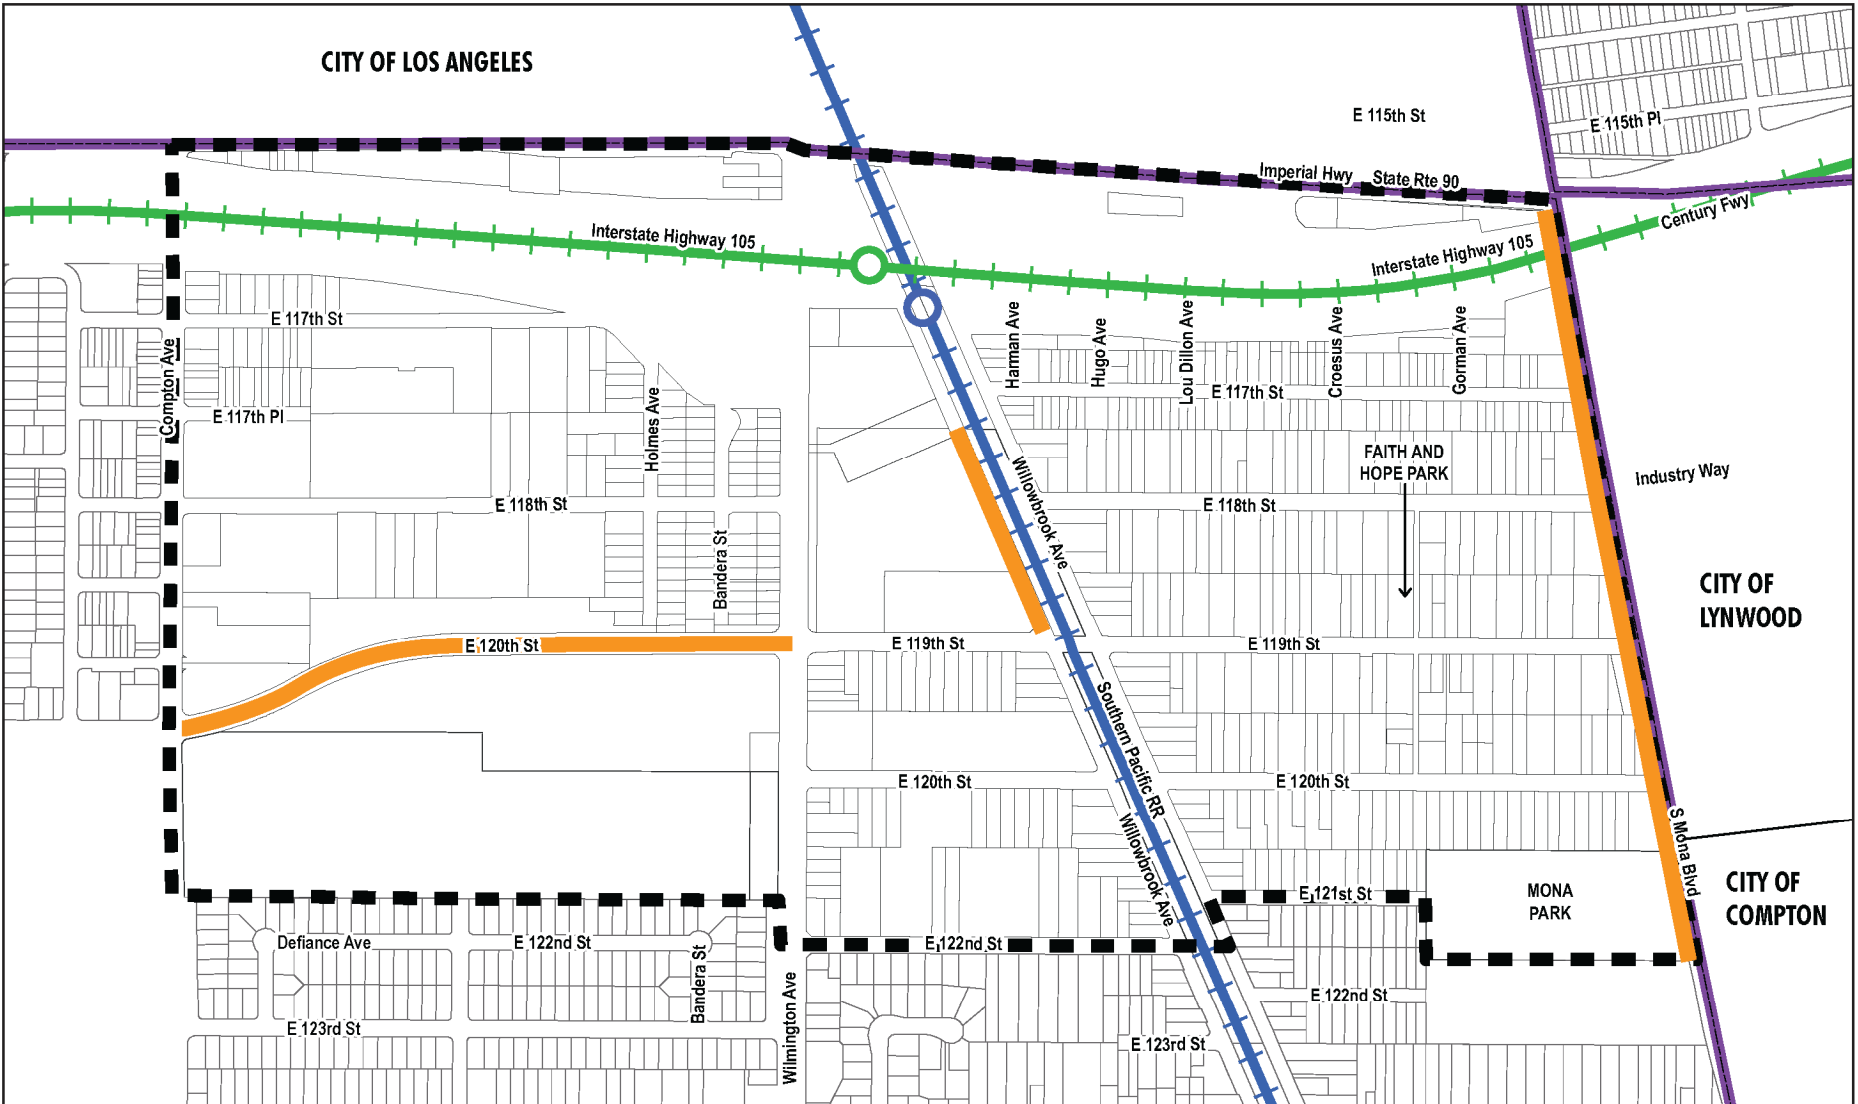 CITY OF LOS ANGELES
E 115th St
E 115th Pl
Imperial Hwy
State Rte 90
Century Fwy
Interstate Highway 105
Interstate Highway 105
E 117th St
Compton Ave
E 117th Pl
Holmes Ave
Harman Ave
Hugo Ave
Lou Dillon Ave
Croesus Ave
Gorman Ave
E 117th St
FAITH AND
HOPE PARK
Industry Way
Willowbrook Ave
E 118th St
E 118th St
Bandera St
CITY OF
LYNWOOD
E 120th St
E 119th St
E 119th St
Southern Pacific RR
E 120th St
E 120th St
Willowbrook Ave
S Mona Blvd
E 121st St
MONA
PARK
CITY OF
COMPTON
Defiance Ave
E 122nd St
E 122nd St
Bandera St
Wilmington Ave
E 122nd St
E 123rd St
E 123rd St